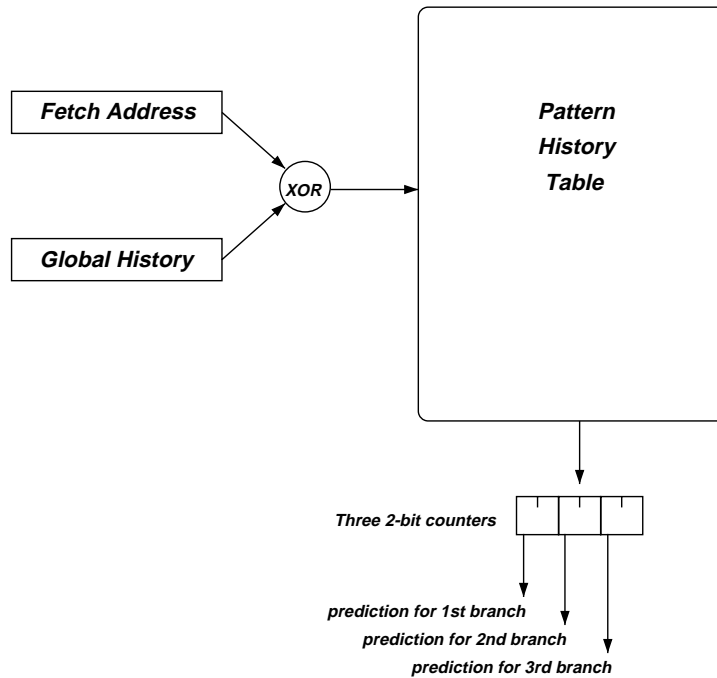 Fetch Address
Global History
XOR
Pattern
History
Table
Three 2-bit counters
prediction for 1st branch
prediction for 2nd branch
prediction for 3rd branch